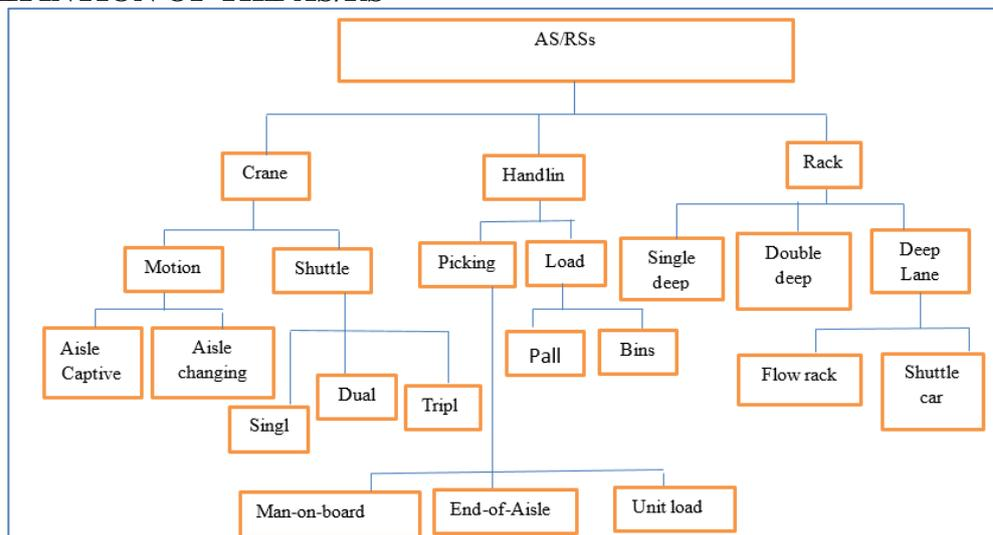 AS/RSs
Crane
Handlin
Rack
Motion
Shuttle
Picking
Load
Single
deep
Double
deep
Deep
Lane
Aisle
Captive
Aisle
changing
Singl
Dual
Tripl
Pall
Bins
Flow rack
Shuttle
car
Man-on-board
End-of-Aisle
Unit load